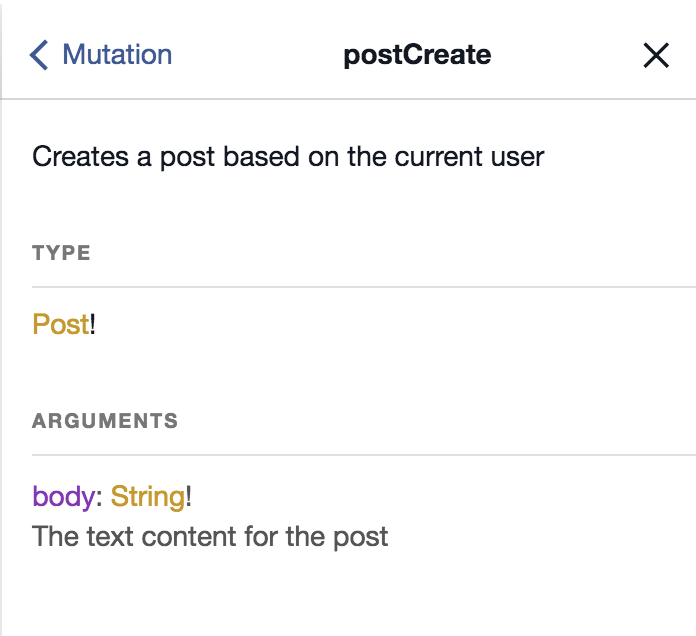 Mutation postCreate
Creates a post based on the current user
TYPE
Post!
ARGUMENTS
body: String!
The text content for the post